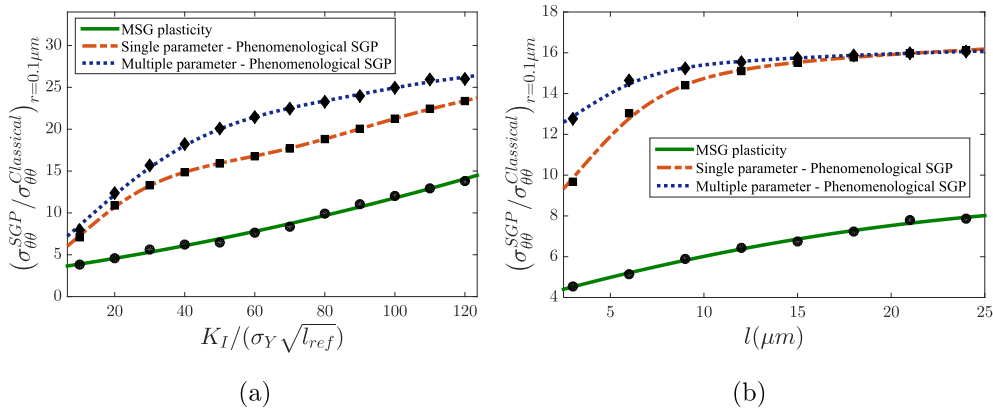 (σ_θθ^SGP/σ_θθ^Classical)_r=0.1μm
30
25
20
15
10
5
0
MSG plasticity
Single parameter - Phenomenological SGP
Multiple parameter - Phenomenological SGP
20 40 60 80 100 120
K_I/(σ_Y√l_ref)
(a)
(σ_θθ^SGP/σ_θθ^Classical)_r=0.1μm
18
16
14
12
10
8
6
4
MSG plasticity
Single parameter - Phenomenological SGP
Multiple parameter - Phenomenological SGP
5 10 15 20 25
l(μm)
(b)